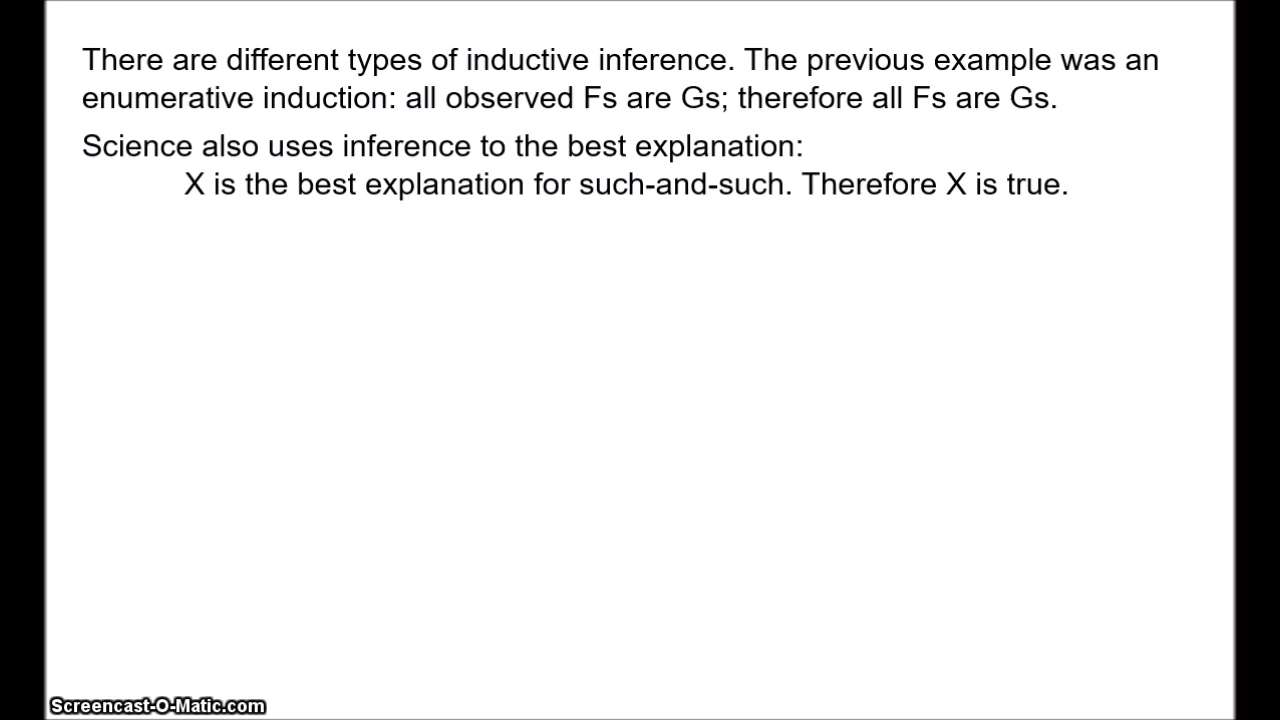 There are different types of inductive inference. The previous example was an
enumerative induction: all observed Fs are Gs; therefore all Fs are Gs.
Science also uses inference to the best explanation:
X is the best explanation for such-and-such. Therefore X is true.
Screencast-O-Matic.com